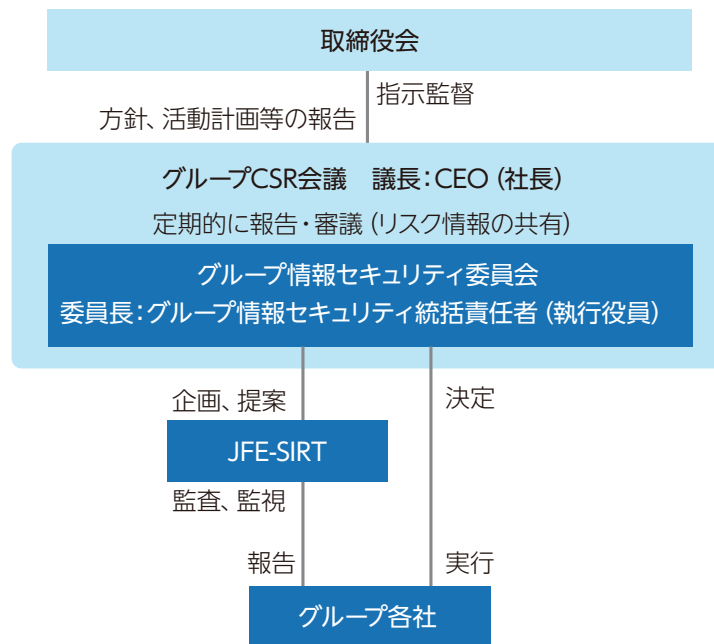 取締役会
指示監督
方針、活動計画等の報告
グループCSR会議　議長：CEO（社長）
定期的に報告・審議（リスク情報の共有）
グループ情報セキュリティ委員会
委員長：グループ情報セキュリティ統括責任者（執行役員）
企画、提案
決定
JFE-SIRT
監査、監視
報告
実行
グループ各社